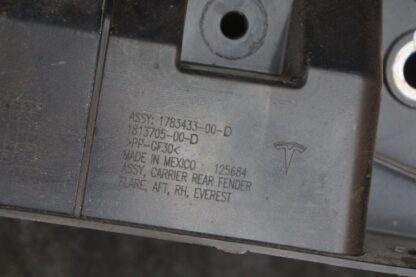 ASSY: 1783433-00-D
1813705-00-D
>PP-GF30<
MADE IN MEXICO 125684
ASSY, CARRIER REAR FENDER
FLARE, AFT, RH, EVEREST